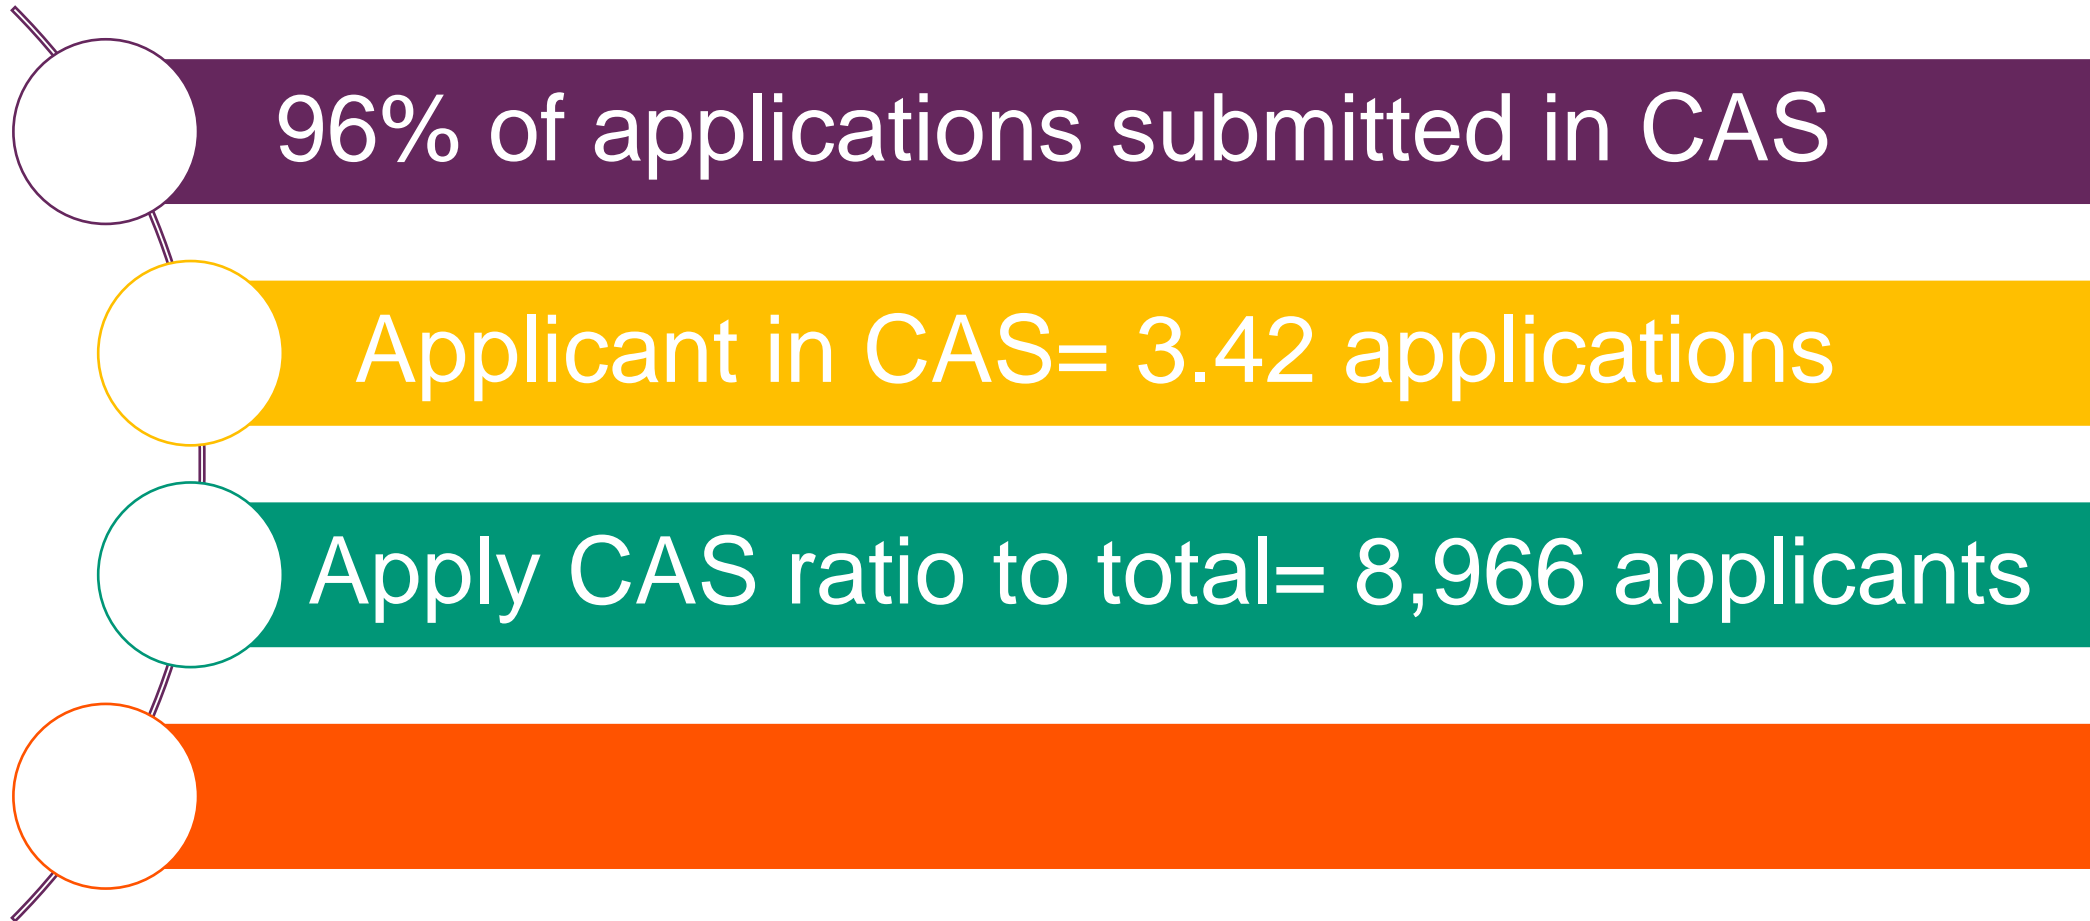 96% of applications submitted in CAS
Applicant in CAS= 3.42 applications
Apply CAS ratio to total= 8,966 applicants